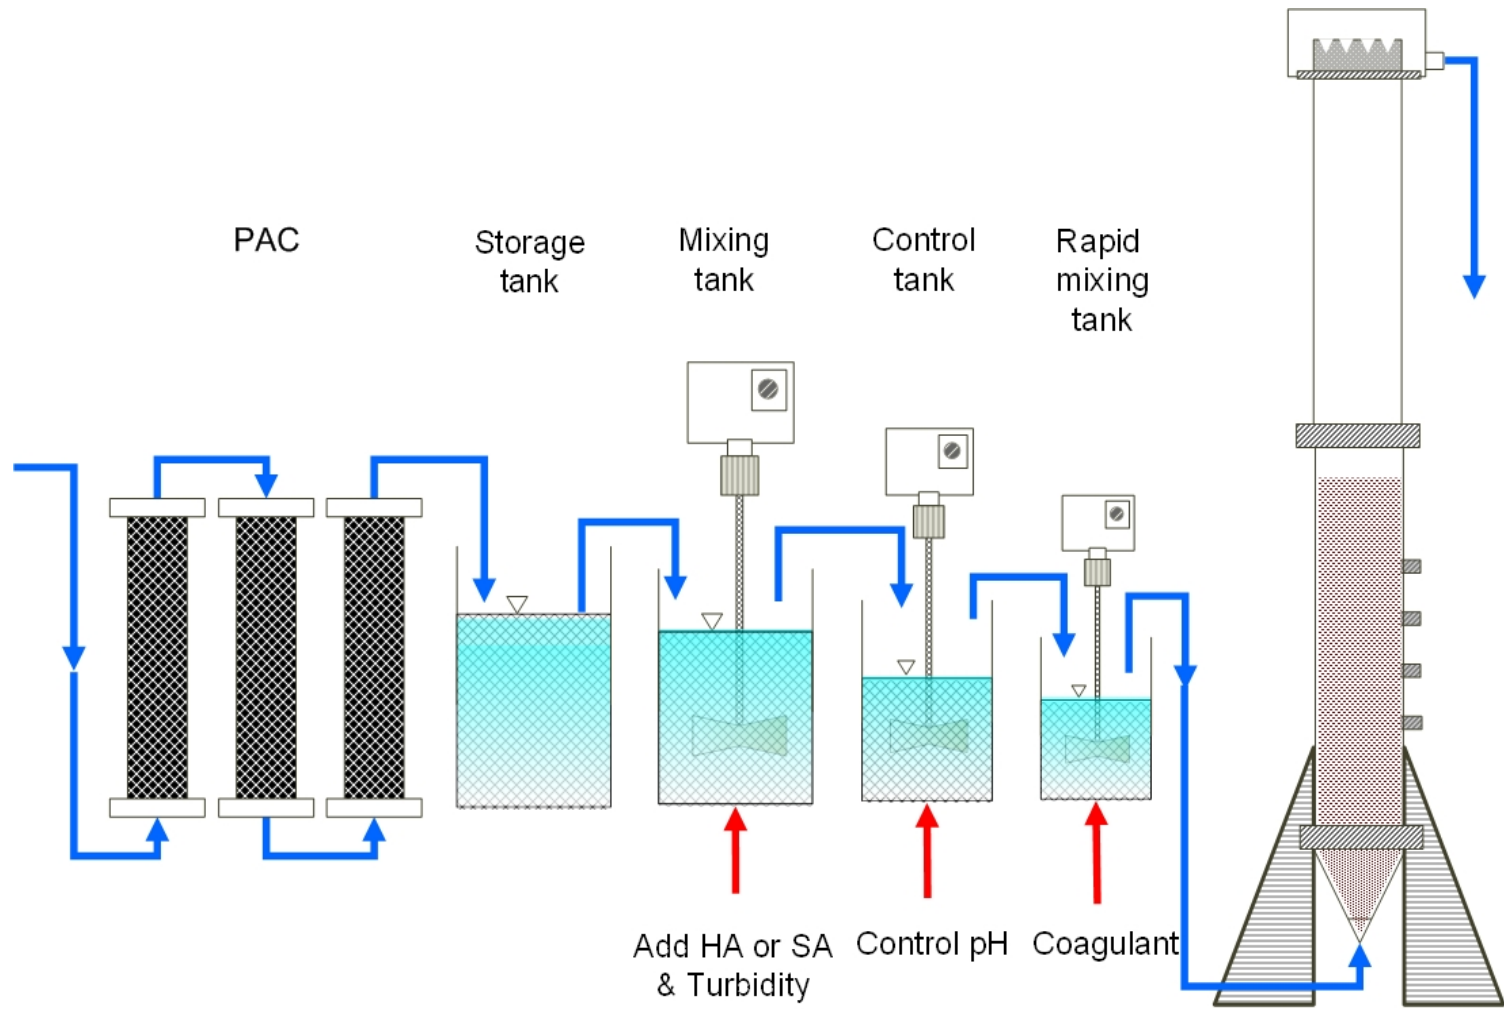 PAC
Storage
tank
Mixing
tank
Control
tank
Rapid
mixing
tank
Add HA or SA
& Turbidity
Control pH
Coagulant